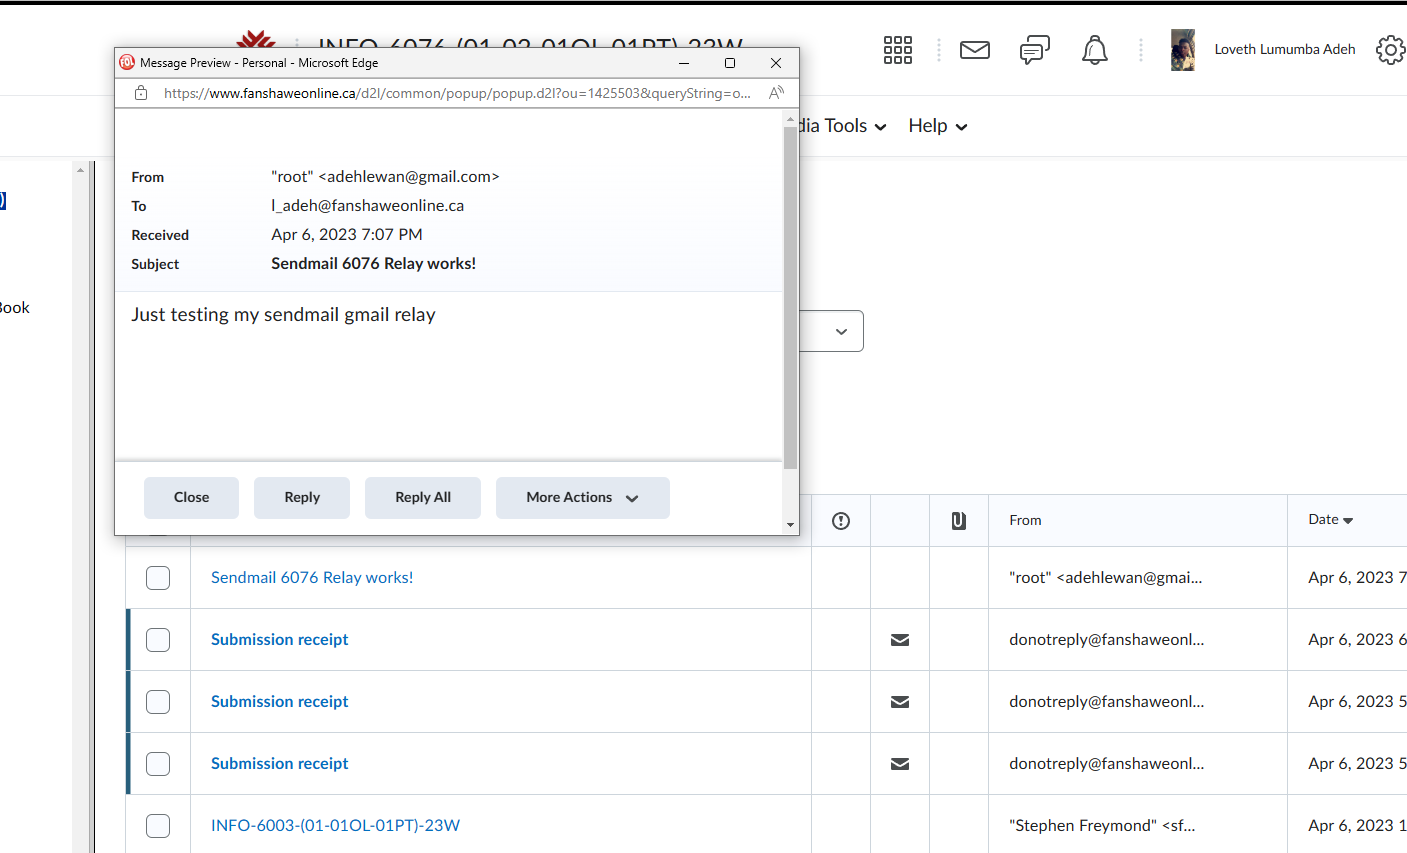 INFO-6076-(01-02-01OL-01PT)-23W
Loveth Lumumba Adeh
Message Preview - Personal - Microsoft Edge
https://www.fanshaweonline.ca/d2l/common/popup/popup.d2l?ou=1425503&queryString=o...
dia Tools
Help
From "root" <adehlewan@gmail.com>
To l_adeh@fanshaweonline.ca
Received Apr 6, 2023 7:07 PM
Subject Sendmail 6076 Relay works!
Book
Just testing my sendmail gmail relay
Close Reply Reply All More Actions
From Date
Sendmail 6076 Relay works! "root" <adehlewan@gmai... Apr 6, 2023 7
Submission receipt donotreply@fanshaweonl... Apr 6, 2023 6
Submission receipt donotreply@fanshaweonl... Apr 6, 2023 5
Submission receipt donotreply@fanshaweonl... Apr 6, 2023 5
INFO-6003-(01-01OL-01PT)-23W "Stephen Freymond" <sf... Apr 6, 2023 1